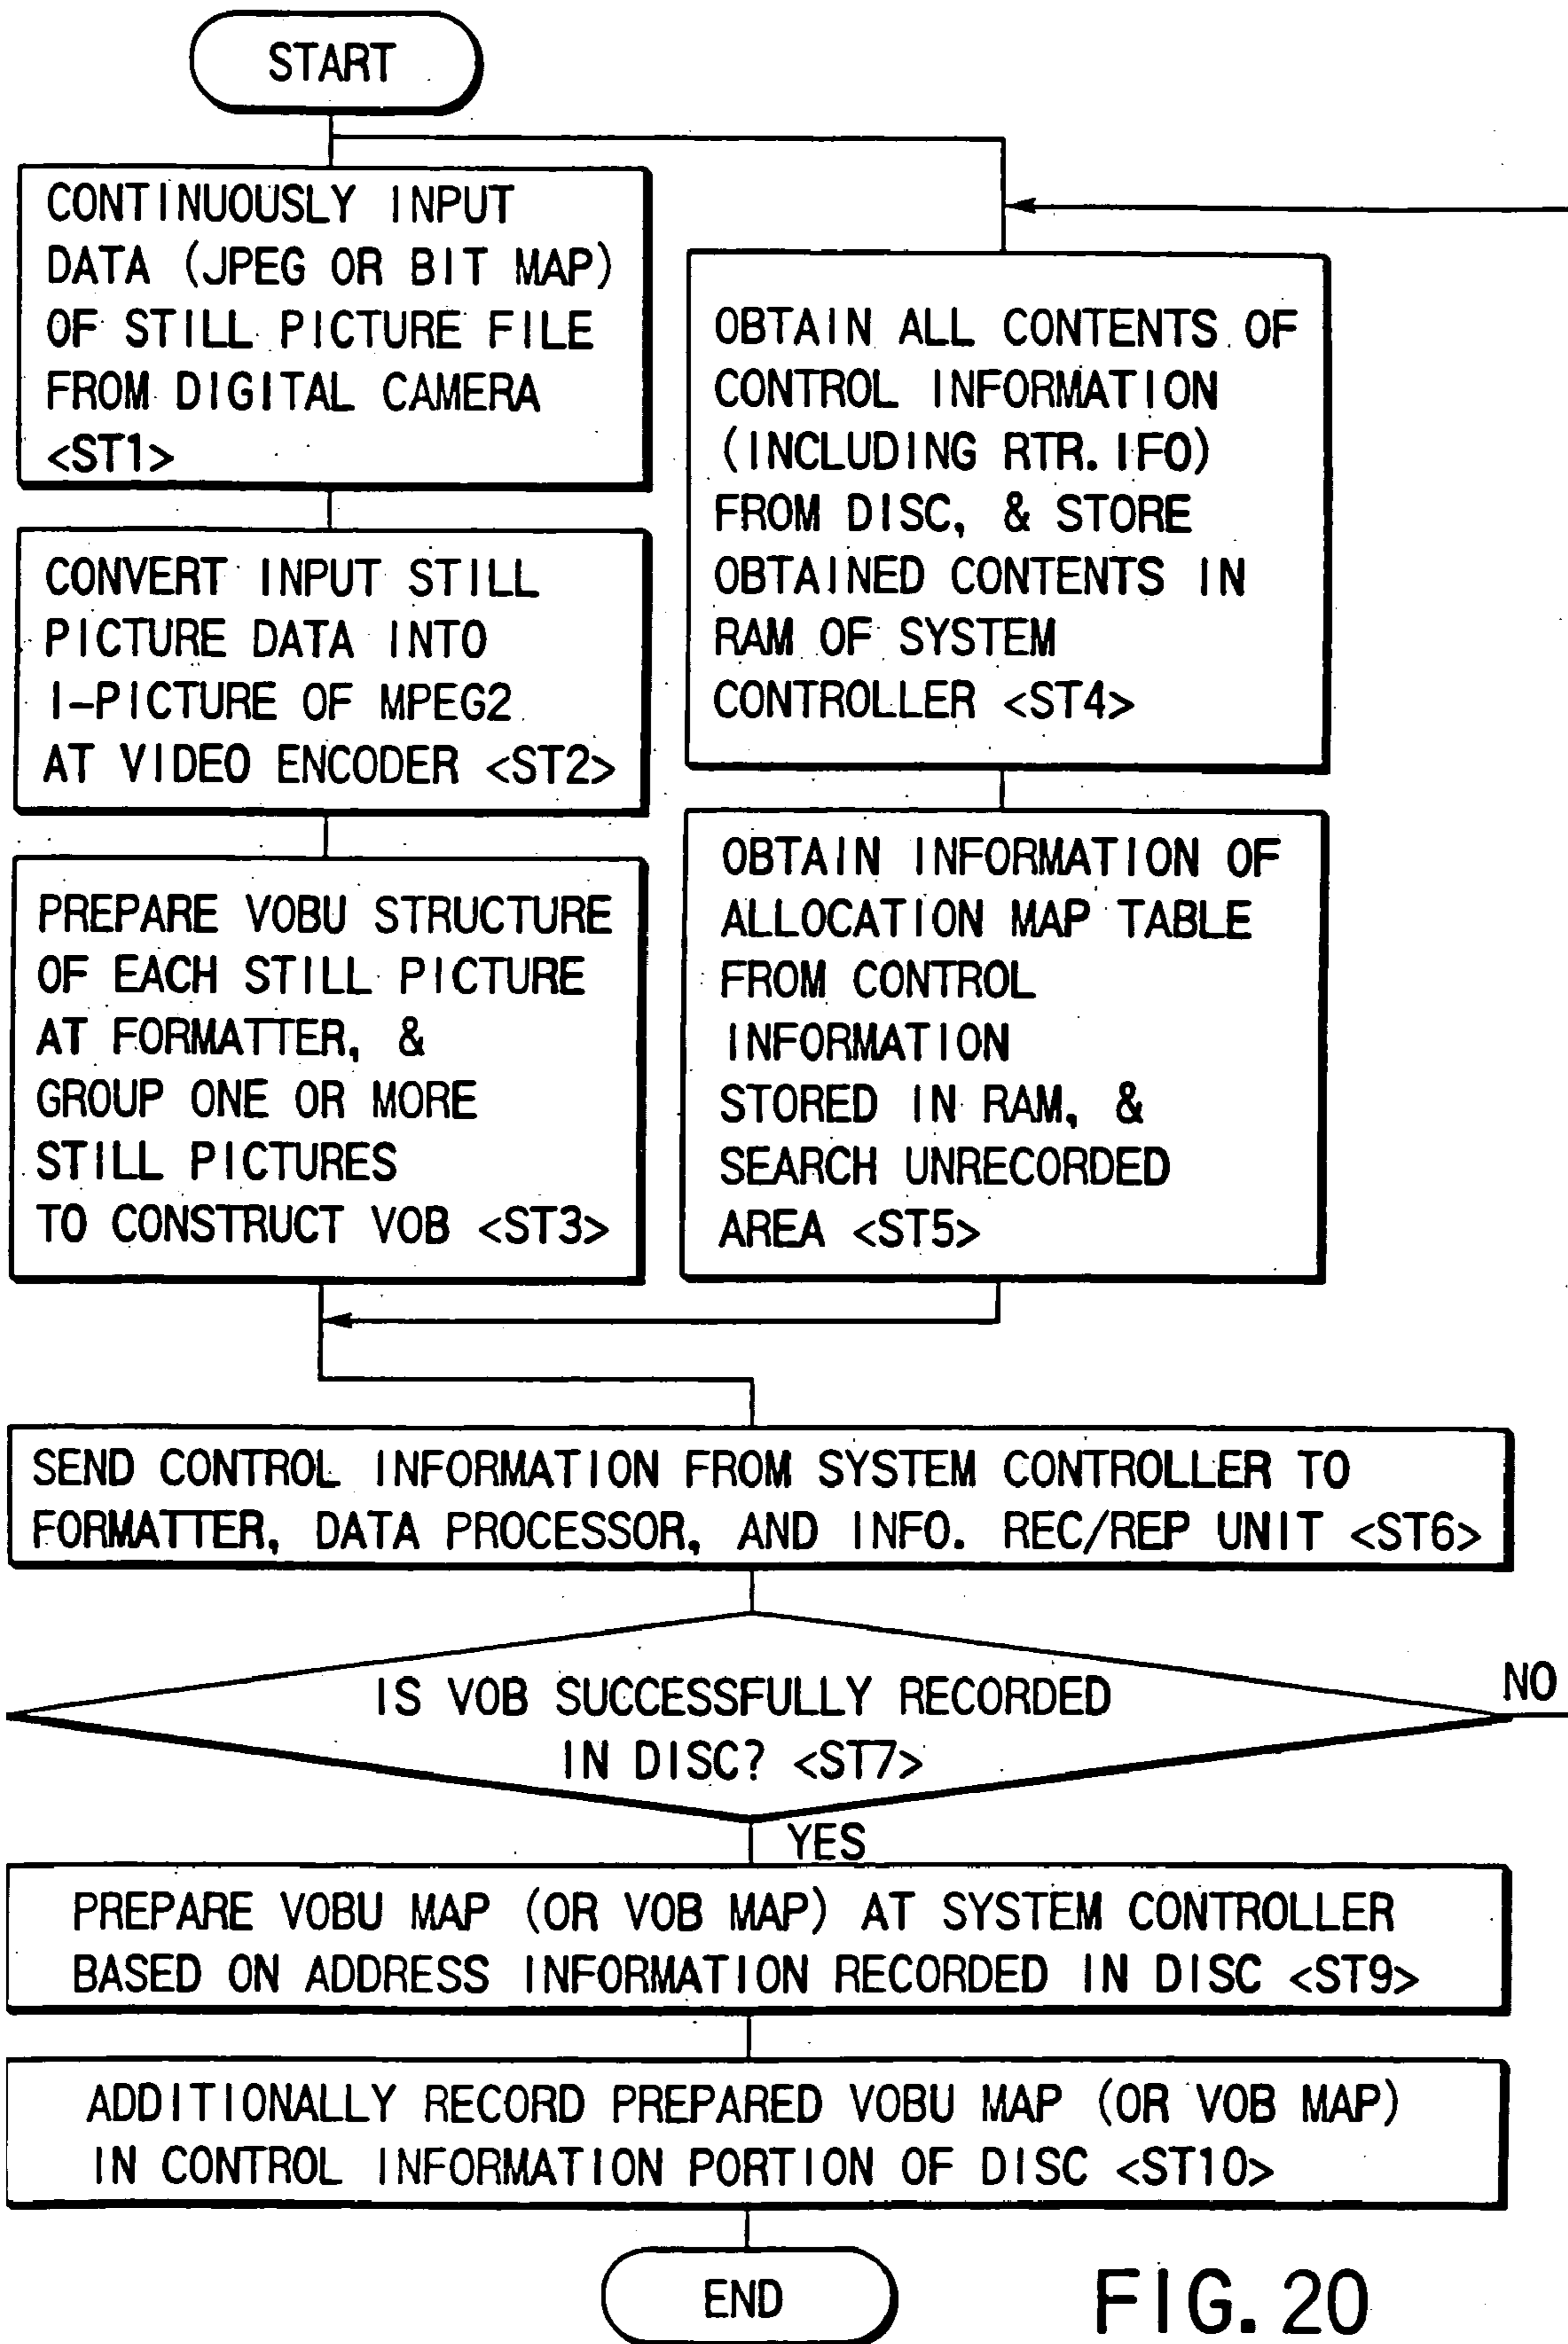 START
CONTINUOUSLY INPUT
DATA (JPEG OR BIT MAP)
OF STILL PICTURE FILE
FROM DIGITAL CAMERA
<ST1>
CONVERT INPUT STILL
PICTURE DATA INTO
I-PICTURE OF MPEG2
AT VIDEO ENCODER <ST2>
PREPARE VOBU STRUCTURE
OF EACH STILL PICTURE
AT FORMATTER, &
GROUP ONE OR MORE
STILL PICTURES
TO CONSTRUCT VOB <ST3>
OBTAIN ALL CONTENTS OF
CONTROL INFORMATION
(INCLUDING RTR. IFO)
FROM DISC, & STORE
OBTAINED CONTENTS IN
RAM OF SYSTEM
CONTROLLER <ST4>
OBTAIN INFORMATION OF
ALLOCATION MAP TABLE
FROM CONTROL
INFORMATION
STORED IN RAM, &
SEARCH UNRECORDED
AREA <ST5>
SEND CONTROL INFORMATION FROM SYSTEM CONTROLLER TO
FORMATTER, DATA PROCESSOR, AND INFO. REC/REP UNIT <ST6>
IS VOB SUCCESSFULLY RECORDED
IN DISC? <ST7>
NO
YES
PREPARE VOBU MAP (OR VOB MAP) AT SYSTEM CONTROLLER
BASED ON ADDRESS INFORMATION RECORDED IN DISC <ST9>
ADDITIONALLY RECORD PREPARED VOBU MAP (OR VOB MAP)
IN CONTROL INFORMATION PORTION OF DISC <ST10>
END
FIG. 20